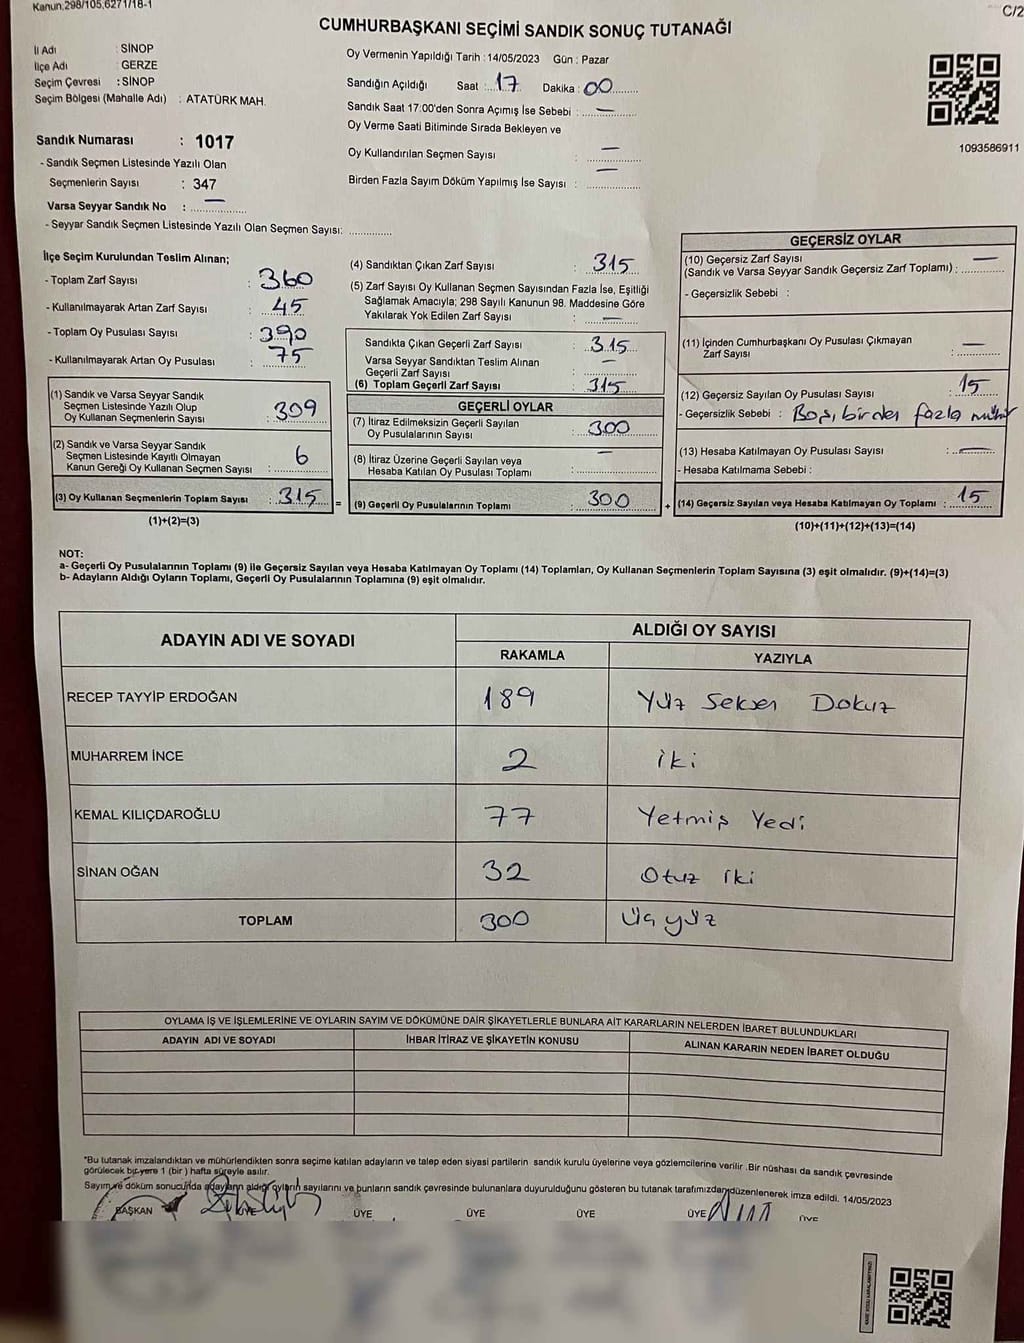 Kanun;298/105,6271/18-1
C/2
CUMHURBAŞKANI SEÇİMİ SANDIK SONUÇ TUTANAĞI
İl Adı : SİNOP
İlçe Adı : GERZE
Seçim Çevresi : SİNOP
Seçim Bölgesi (Mahalle Adı) : ATATÜRK MAH.
Oy Vermenin Yapıldığı Tarih : 14/05/2023 Gün : Pazar
Sandığın Açıldığı Saat : 17 Dakika : 00
Sandık Saat 17:00'den Sonra Açımış İse Sebebi : —
Oy Verme Saati Bitiminde Sırada Bekleyen ve
Oy Kullandırılan Seçmen Sayısı : —
Birden Fazla Sayım Döküm Yapılmış İse Sayısı : —
1093586911
Sandık Numarası : 1017
- Sandık Seçmen Listesinde Yazılı Olan
Seçmenlerin Sayısı : 347
Varsa Seyyar Sandık No : —
- Seyyar Sandık Seçmen Listesinde Yazılı Olan Seçmen Sayısı: ..............
İlçe Seçim Kurulundan Teslim Alınan;
- Toplam Zarf Sayısı : 360
- Kullanılmayarak Artan Zarf Sayısı : 45
- Toplam Oy Pusulası Sayısı : 390
- Kullanılmayarak Artan Oy Pusulası : 75
(1) Sandık ve Varsa Seyyar Sandık
Seçmen Listesinde Yazılı Olup
Oy Kullanan Seçmenlerin Sayısı : 309
(2) Sandık ve Varsa Seyyar Sandık
Seçmen Listesinde Kayıtlı Olmayan
Kanun Gereği Oy Kullanan Seçmen Sayısı : 6
(3) Oy Kullanan Seçmenlerin Toplam Sayısı : 315 =
(1)+(2)=(3)
(4) Sandıktan Çıkan Zarf Sayısı : 315
(5) Zarf Sayısı Oy Kullanan Seçmen Sayısından Fazla İse, Eşitliği
Sağlamak Amacıyla; 298 Sayılı Kanunun 98. Maddesine Göre
Yakılarak Yok Edilen Zarf Sayısı : —
Sandıkta Çıkan Geçerli Zarf Sayısı : 315
Varsa Seyyar Sandıktan Teslim Alınan
Geçerli Zarf Sayısı : —
(6) Toplam Geçerli Zarf Sayısı : 315
GEÇERLİ OYLAR
(7) İtiraz Edilmeksizin Geçerli Sayılan
Oy Pusulalarının Sayısı : 300
(8) İtiraz Üzerine Geçerli Sayılan veya
Hesaba Katılan Oy Pusulası Toplamı : —
(9) Geçerli Oy Pusulalarının Toplamı : 300 +
GEÇERSİZ OYLAR
(10) Geçersiz Zarf Sayısı
(Sandık ve Varsa Seyyar Sandık Geçersiz Zarf Toplamı) : —
- Geçersizlik Sebebi :
(11) İçinden Cumhurbaşkanı Oy Pusulası Çıkmayan
Zarf Sayısı : —
(12) Geçersiz Sayılan Oy Pusulası Sayısı : 15
- Geçersizlik Sebebi : Boş, birden fazla mühür
(13) Hesaba Katılmayan Oy Pusulası Sayısı : —
- Hesaba Katılmama Sebebi :
(14) Geçersiz Sayılan veya Hesaba Katılmayan Oy Toplamı : 15
(10)+(11)+(12)+(13)=(14)
NOT:
a- Geçerli Oy Pusulalarının Toplamı (9) ile Geçersiz Sayılan veya Hesaba Katılmayan Oy Toplamı (14) Toplamları, Oy Kullanan Seçmenlerin Toplam Sayısına (3) eşit olmalıdır. (9)+(14)=(3)
b- Adayların Aldığı Oyların Toplamı, Geçerli Oy Pusulalarının Toplamına (9) eşit olmalıdır.
ADAYIN ADI VE SOYADI ALDIĞI OY SAYISI
RAKAMLA YAZIYLA
RECEP TAYYİP ERDOĞAN 189 Yüz Seksen Dokuz
MUHARREM İNCE 2 İki
KEMAL KILIÇDAROĞLU 77 Yetmiş Yedi
SİNAN OĞAN 32 Otuz İki
TOPLAM 300 Üçyüz
OYLAMA İŞ VE İŞLEMLERİNE VE OYLARIN SAYIM VE DÖKÜMÜNE DAİR ŞİKAYETLERLE BUNLARA AİT KARARLARIN NELERDEN İBARET BULUNDUKLARI
ADAYIN ADI VE SOYADI İHBAR İTİRAZ VE ŞİKAYETİN KONUSU ALINAN KARARIN NEDEN İBARET OLDUĞU
"Bu tutanak imzalandıktan ve mühürlendikten sonra seçime katılan adayların ve talep eden siyasi partilerin sandık kurulu üyelerine veya gözlemcilerine verilir .Bir nüshası da sandık çevresinde
görülecek bir yere 1 (bir ) hafta süreyle asılır.
Sayım ve döküm sonucunda adayların aldığı oyların sayılarını ve bunların sandık çevresinde bulunanlara duyurulduğunu gösteren bu tutanak tarafımızdan düzenlenerek imza edildi. 14/05/2023
BAŞKAN ÜYE ÜYE ÜYE ÜYE ÜYE ÜYE